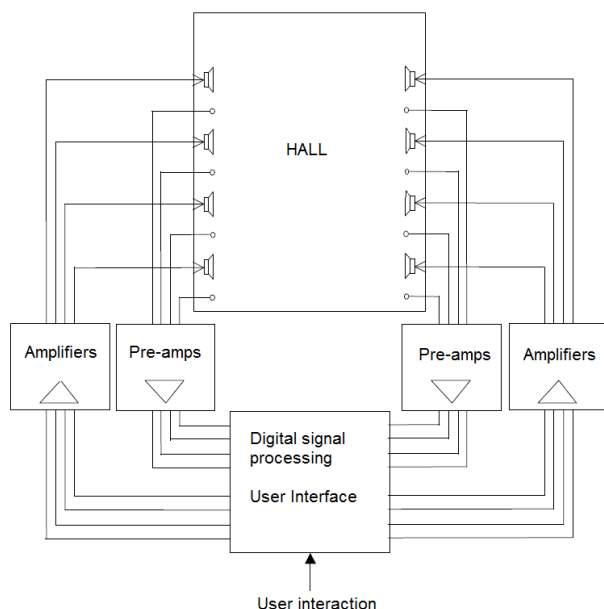 HALL
Amplifiers
Pre-amps
Pre-amps
Amplifiers
Digital signal
processing
User Interface
User interaction